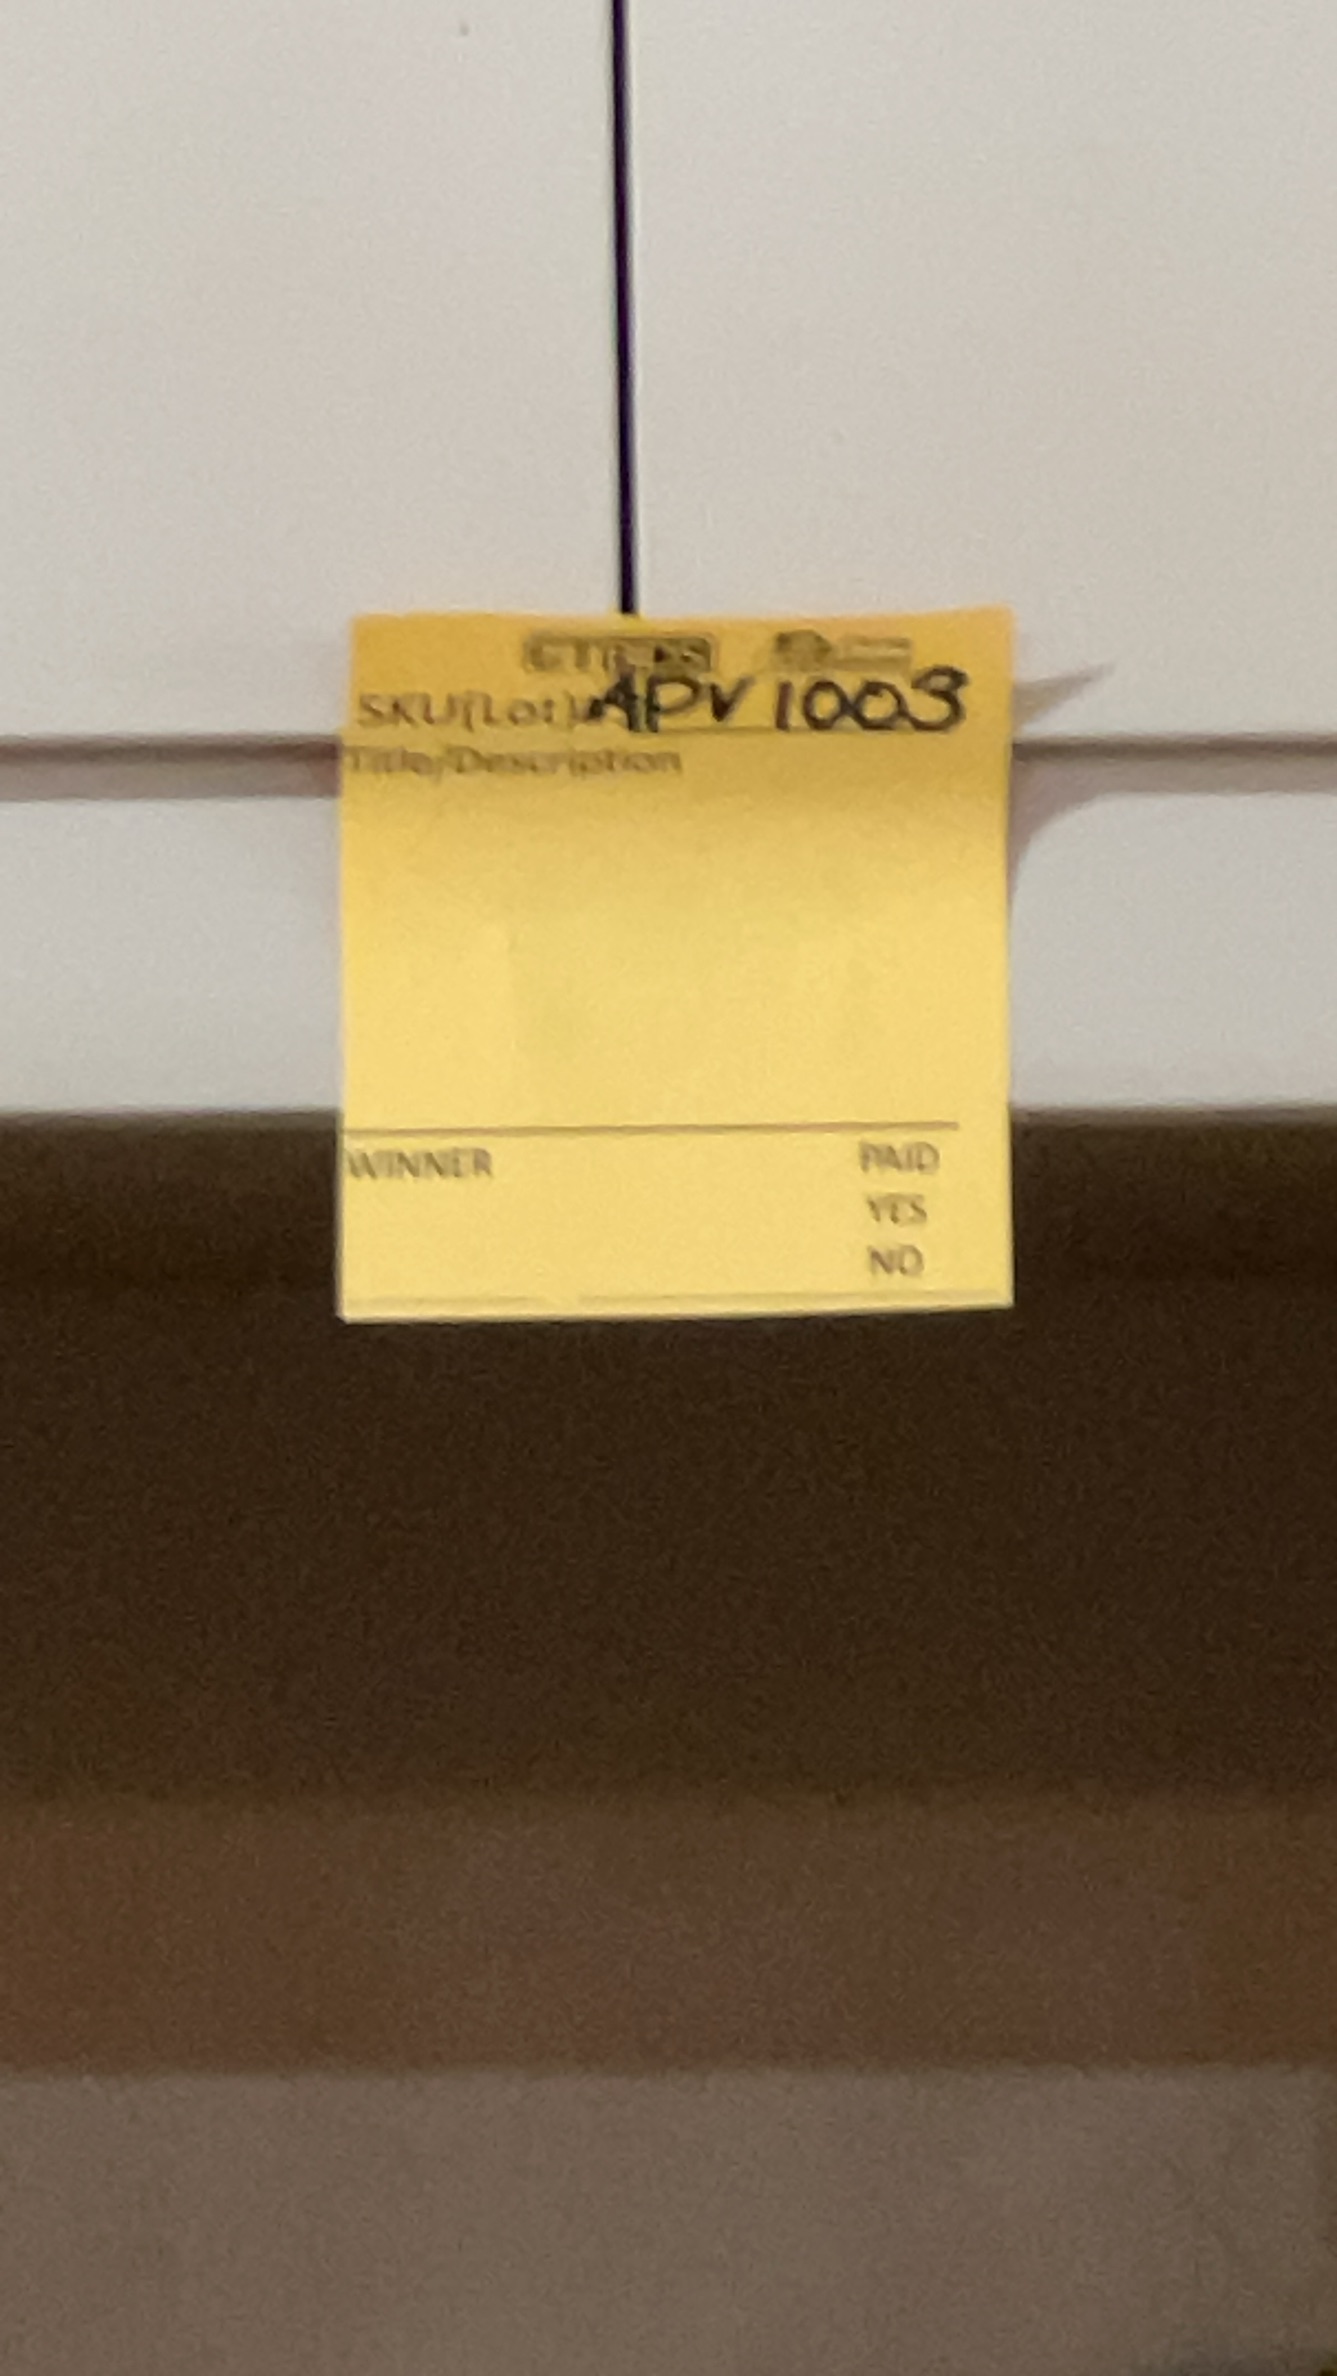 SKU(Lot)# APV 1003
Title/Description
WINNER PAID
YES
NO